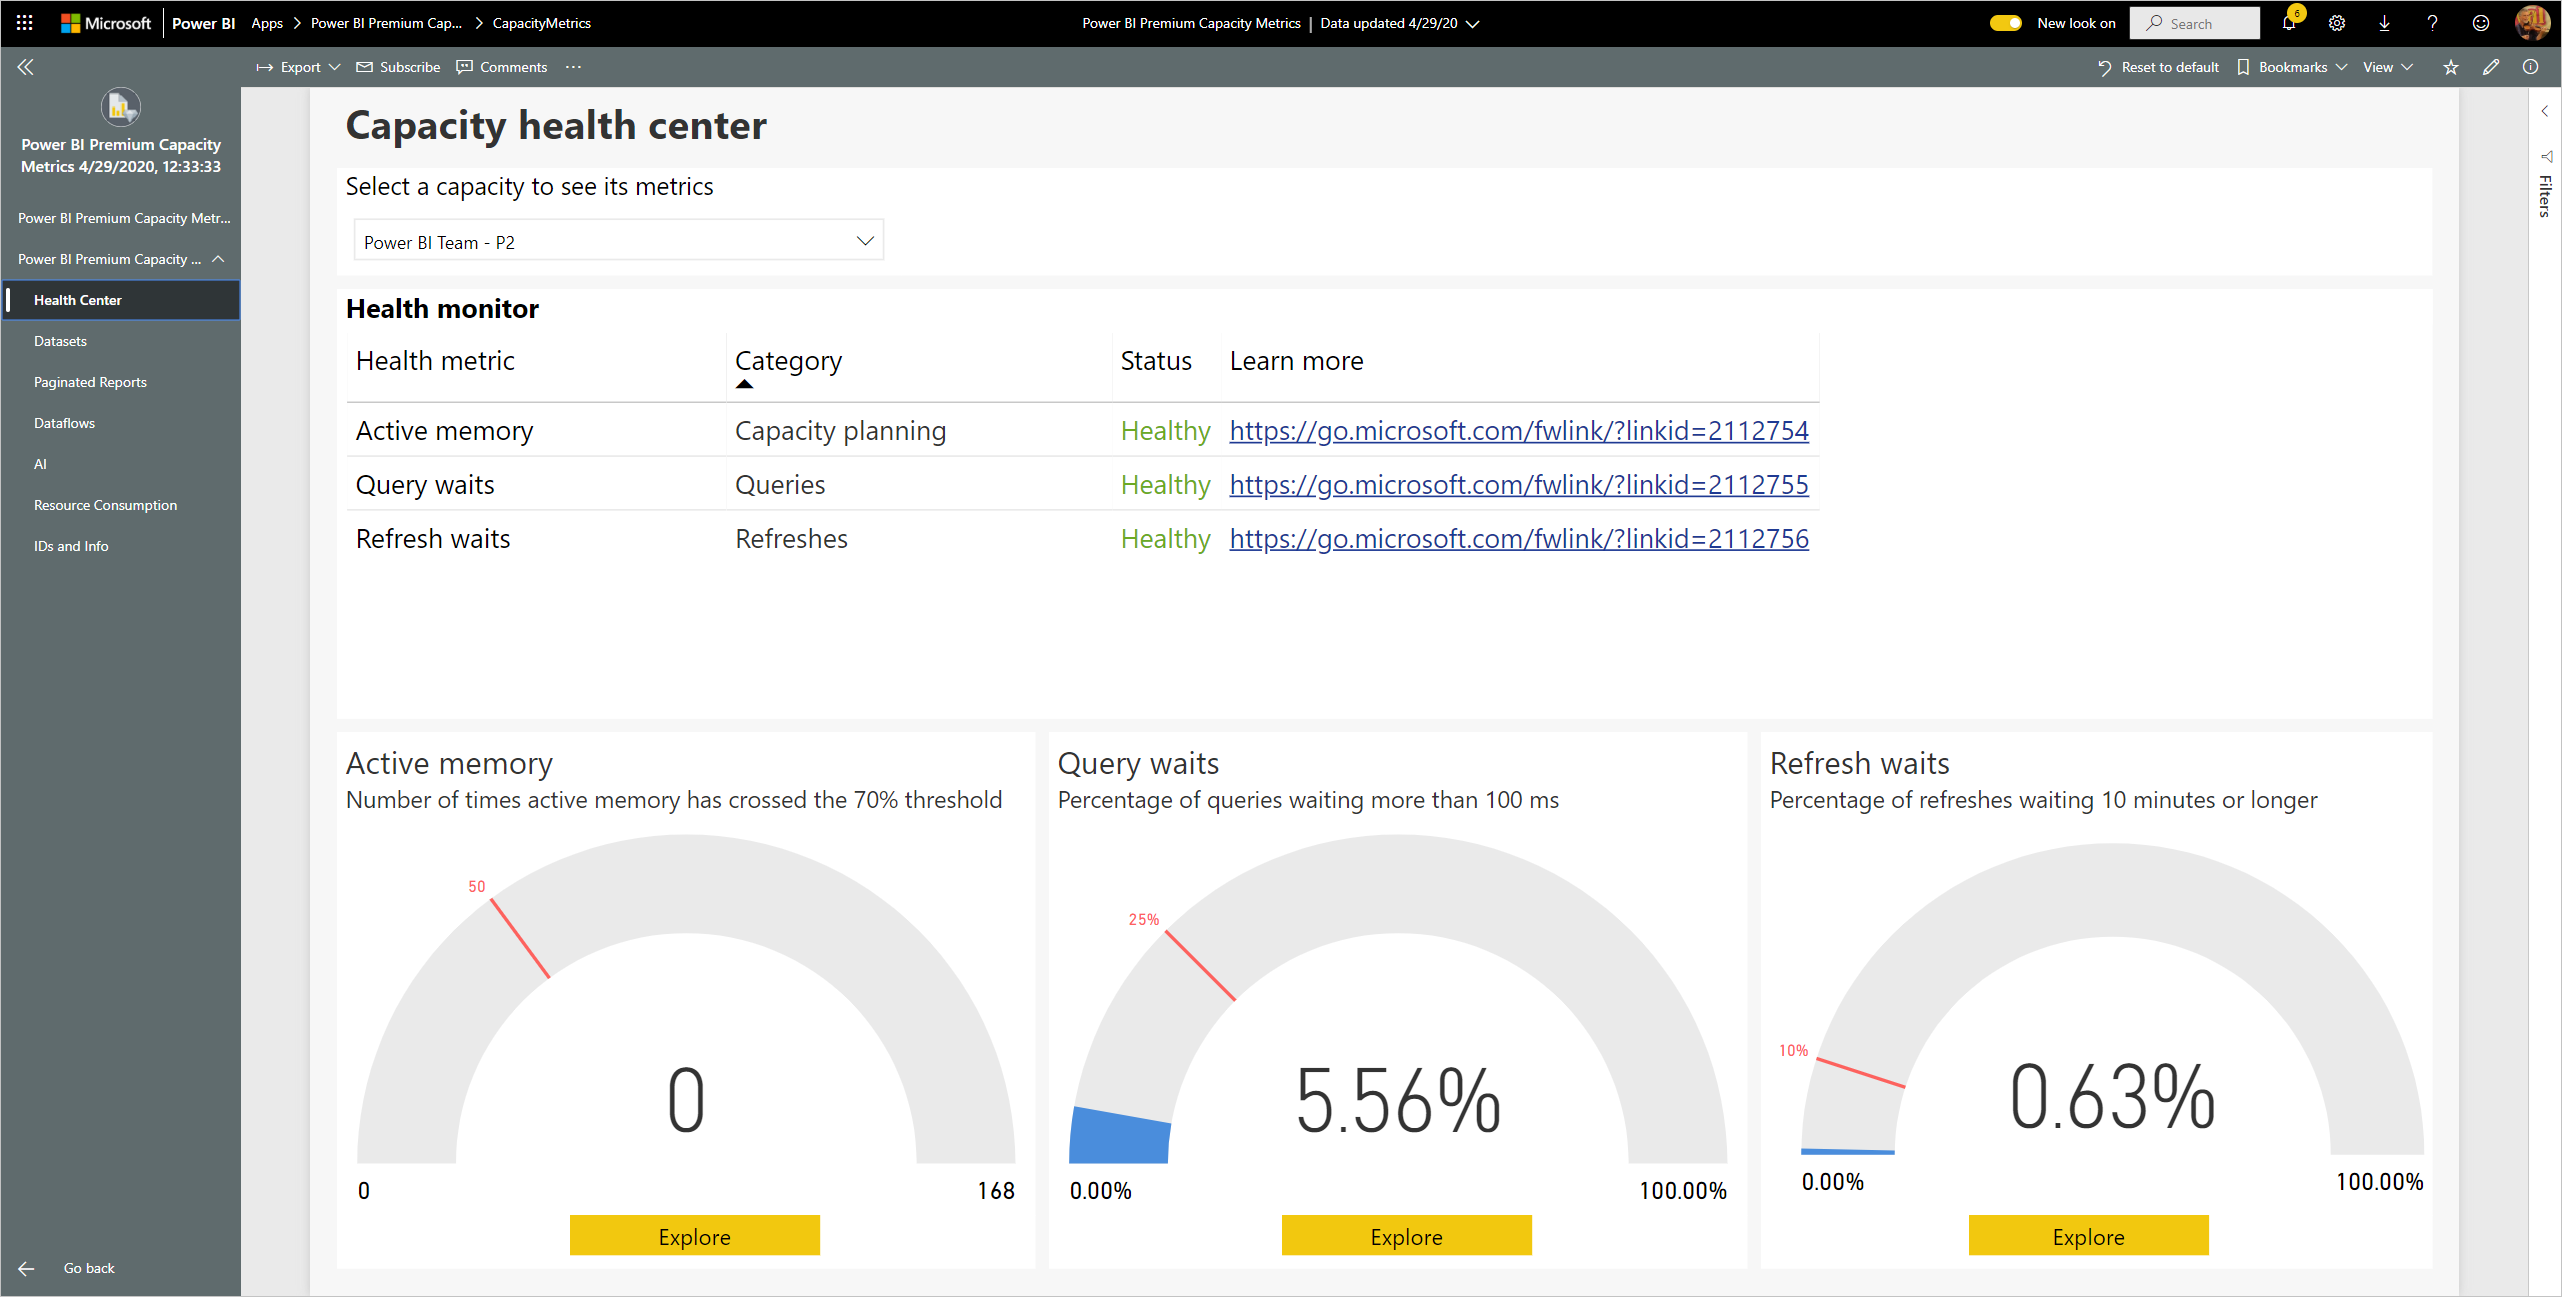 Microsoft Power BI Apps Power BI Premium Cap... CapacityMetrics
Power BI Premium Capacity Metrics | Data updated 4/29/20
New look on Search 6
Export Subscribe Comments ...
Reset to default Bookmarks View
Power BI Premium Capacity
Metrics 4/29/2020, 12:33:33
Power BI Premium Capacity Metr...
Power BI Premium Capacity ...
Health Center
Datasets
Paginated Reports
Dataflows
AI
Resource Consumption
IDs and Info
Go back
Capacity health center
Select a capacity to see its metrics
Power BI Team - P2
Health monitor
Health metric Category Status Learn more
Active memory Capacity planning Healthy https://go.microsoft.com/fwlink/?linkid=2112754
Query waits Queries Healthy https://go.microsoft.com/fwlink/?linkid=2112755
Refresh waits Refreshes Healthy https://go.microsoft.com/fwlink/?linkid=2112756
Active memory
Number of times active memory has crossed the 70% threshold
50
0
0 168
Explore
Query waits
Percentage of queries waiting more than 100 ms
25%
5.56%
0.00% 100.00%
Explore
Refresh waits
Percentage of refreshes waiting 10 minutes or longer
10%
0.63%
0.00% 100.00%
Explore
Filters